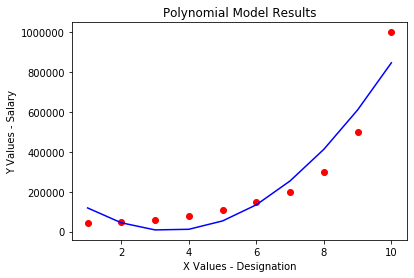 Polynomial Model Results
1000000
800000
600000
400000
200000
0
Y Values - Salary
2 4 6 8 10
X Values - Designation